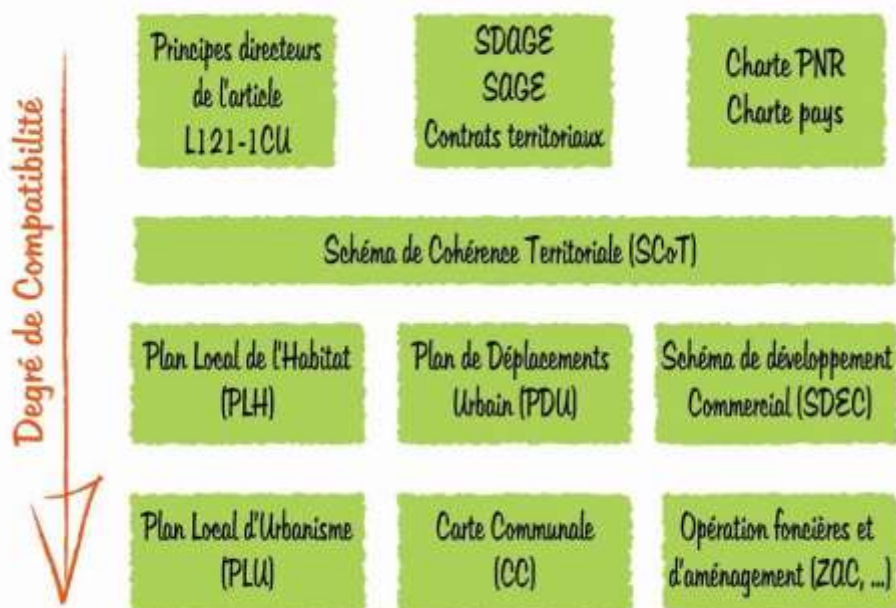 Degré de Compatibilité
Principes directeurs
de l'article
L121-1CU
SDAGE
SAGE
Contrats territoriaux
Charte PNR
Charte pays
Schéma de Cohérence Territoriale (SCoT)
Plan Local de l'Habitat
(PLH)
Plan de Déplacements
Urbain (PDU)
Schéma de développement
Commercial (SDEC)
Plan Local d'Urbanisme
(PLU)
Carte Communale
(CC)
Opération foncières et
d'aménagement (ZAC, ...)